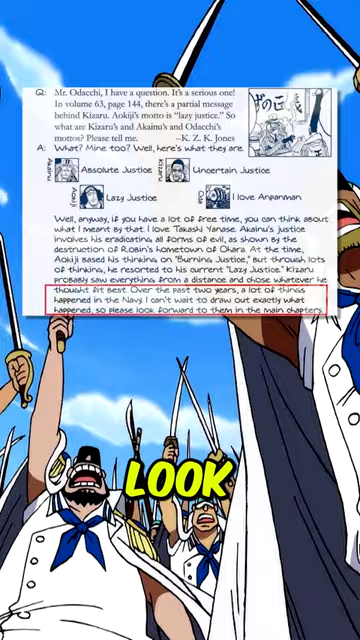 Q: Mr. Odacchi, I have a question. It's a serious one!
In volume 63, page 144, there's a partial message
behind Kizaru. Aokiji's motto is "lazy justice." So
what are Kizaru's and Akainu's and Odacchi's
mottos? Please tell me. –K. Z. K. Jones
A: What? Mine too? Well, here's what they are.
Akainu Absolute Justice Kizaru Uncertain Justice
Aokiji Lazy Justice Oda I love Anpanman
Well, anyway, if you have a lot of free time, you can think about
what I meant by that. I love Takashi Yanase. Akainu's justice
involves his eradicating all forms of evil, as shown by the
destruction of Robin's hometown of Ohara. At the time,
Aokiji based his thinking on "Burning Justice," but through lots
of thinking, he resorted to his current "Lazy Justice." Kizaru
probably saw everything from a distance and chose whatever he
thought fit best. Over the past two years, a lot of things
happened in the Navy. I can't wait to draw out exactly what
happened, so please look forward to them in the main chapters.
LOOK